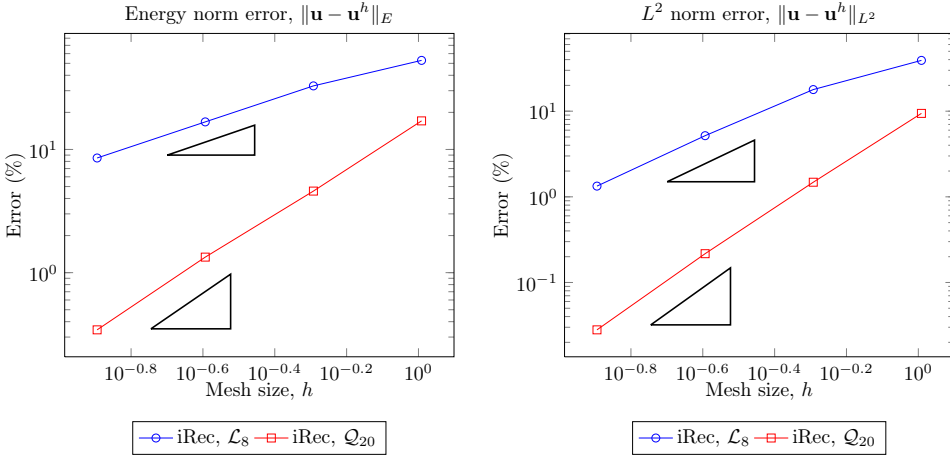 Energy norm error, ‖u − u^h‖_E
Error (%)
10^1
10^0
10^−0.8
10^−0.6
10^−0.4
10^−0.2
10^0
Mesh size, h
iRec, ℒ_8
iRec, 𝒬_20
L^2 norm error, ‖u − u^h‖_{L^2}
Error (%)
10^1
10^0
10^−1
10^−0.8
10^−0.6
10^−0.4
10^−0.2
10^0
Mesh size, h
iRec, ℒ_8
iRec, 𝒬_20